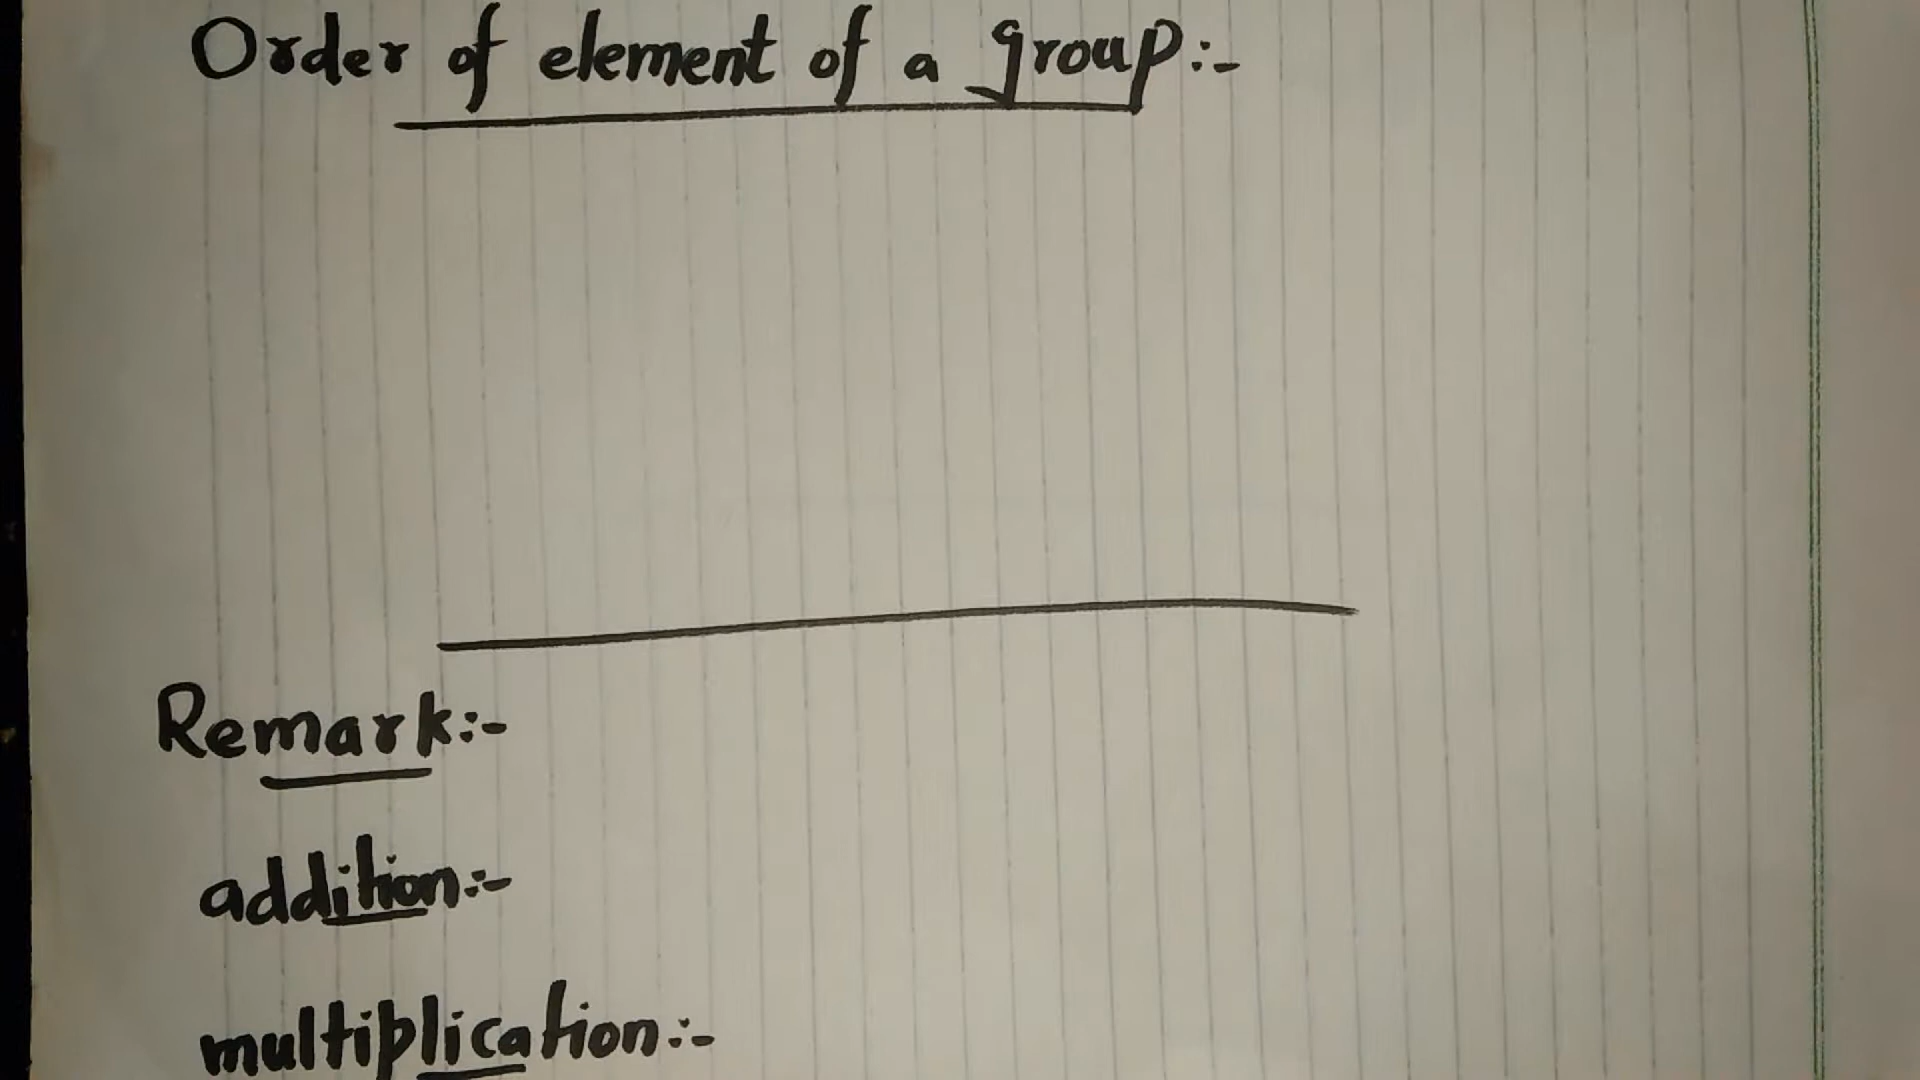 Order of element of a group:-
Remark:-
addition:-
multiplication:-